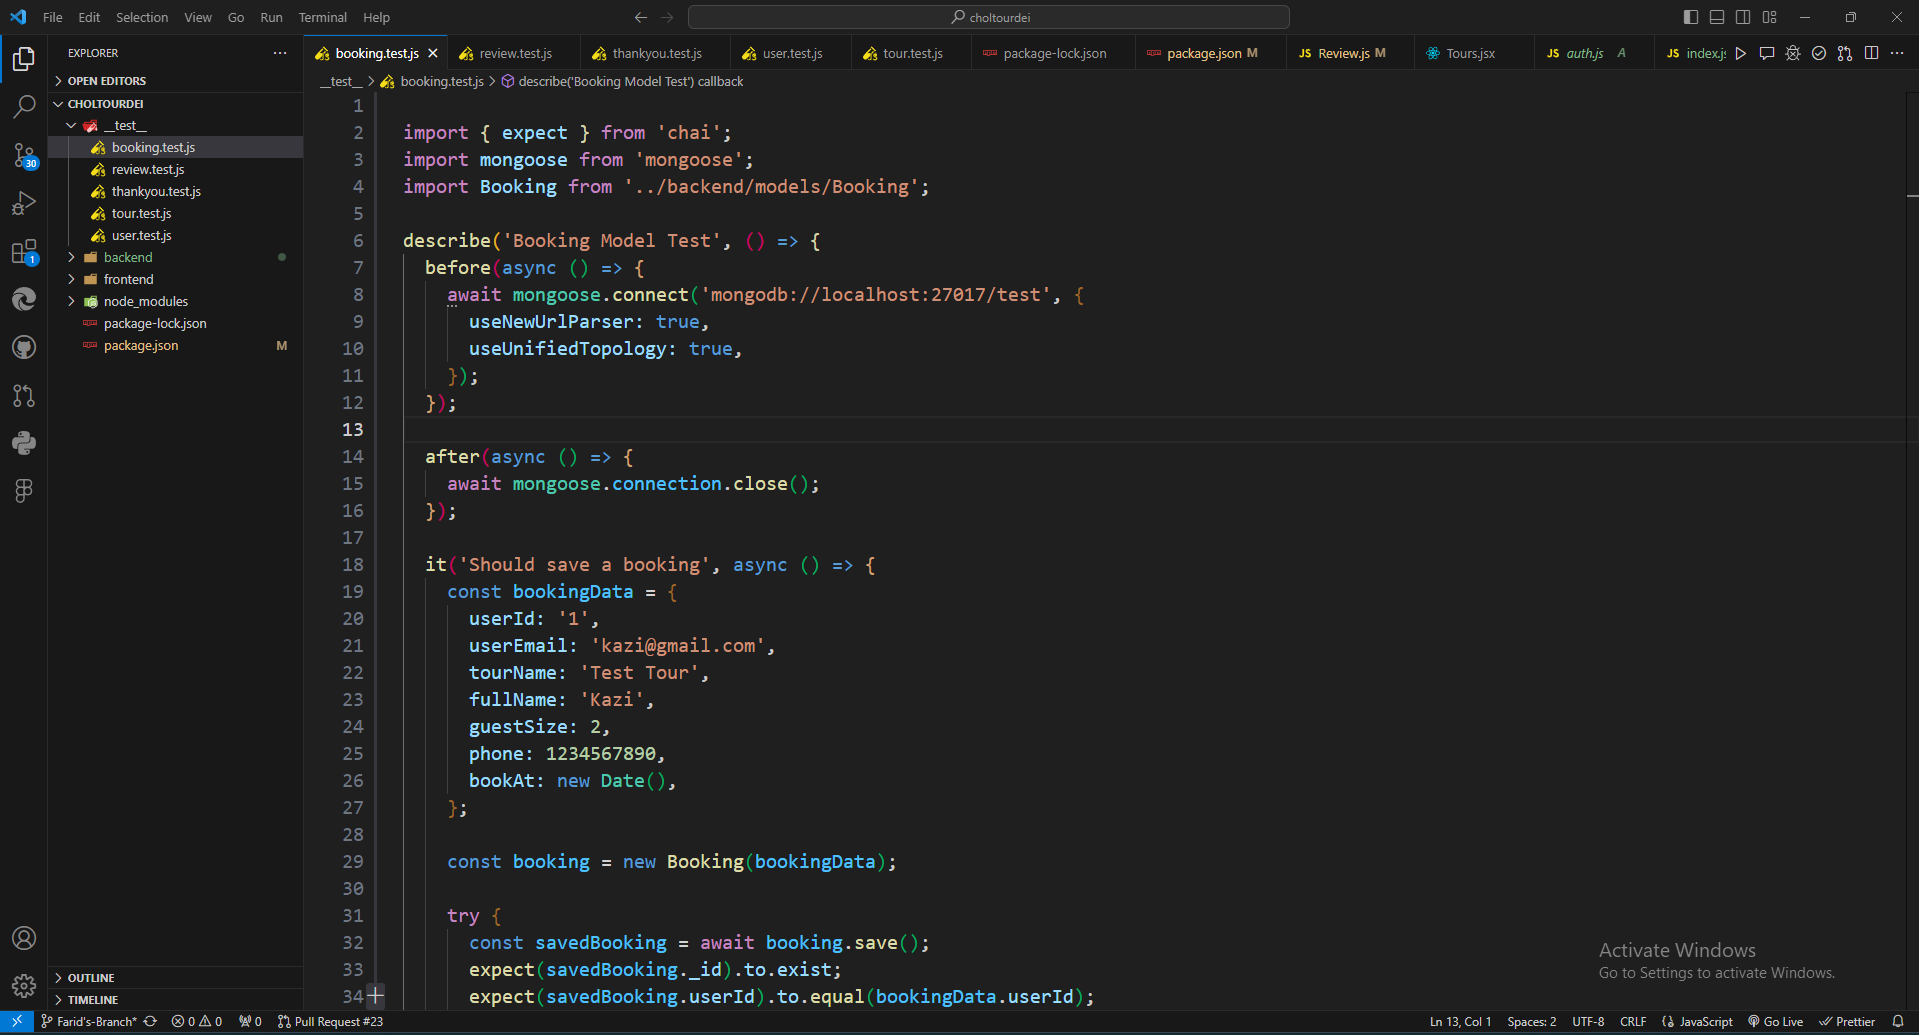 File Edit Selection View Go Run Terminal Help
choltourdei
EXPLORER
OPEN EDITORS
CHOLTOURDEI
__test__
booking.test.js
review.test.js
thankyou.test.js
tour.test.js
user.test.js
backend
frontend
node_modules
package-lock.json
package.json M
OUTLINE
TIMELINE
30
1
booking.test.js review.test.js thankyou.test.js user.test.js tour.test.js package-lock.json package.json M JS Review.js M Tours.jsx JS auth.js A JS index.js
__test__ > booking.test.js > describe('Booking Model Test') callback
1
2 import { expect } from 'chai';
3 import mongoose from 'mongoose';
4 import Booking from '../backend/models/Booking';
5
6 describe('Booking Model Test', () => {
7 before(async () => {
8 await mongoose.connect('mongodb://localhost:27017/test', {
9 useNewUrlParser: true,
10 useUnifiedTopology: true,
11 });
12 });
13
14 after(async () => {
15 await mongoose.connection.close();
16 });
17
18 it('Should save a booking', async () => {
19 const bookingData = {
20 userId: '1',
21 userEmail: 'kazi@gmail.com',
22 tourName: 'Test Tour',
23 fullName: 'Kazi',
24 guestSize: 2,
25 phone: 1234567890,
26 bookAt: new Date(),
27 };
28
29 const booking = new Booking(bookingData);
30
31 try {
32 const savedBooking = await booking.save();
33 expect(savedBooking._id).to.exist;
34 expect(savedBooking.userId).to.equal(bookingData.userId);
Activate Windows
Go to Settings to activate Windows.
Farid's-Branch* 0 0 0 Pull Request #23 Ln 13, Col 1 Spaces: 2 UTF-8 CRLF {} JavaScript Go Live Prettier